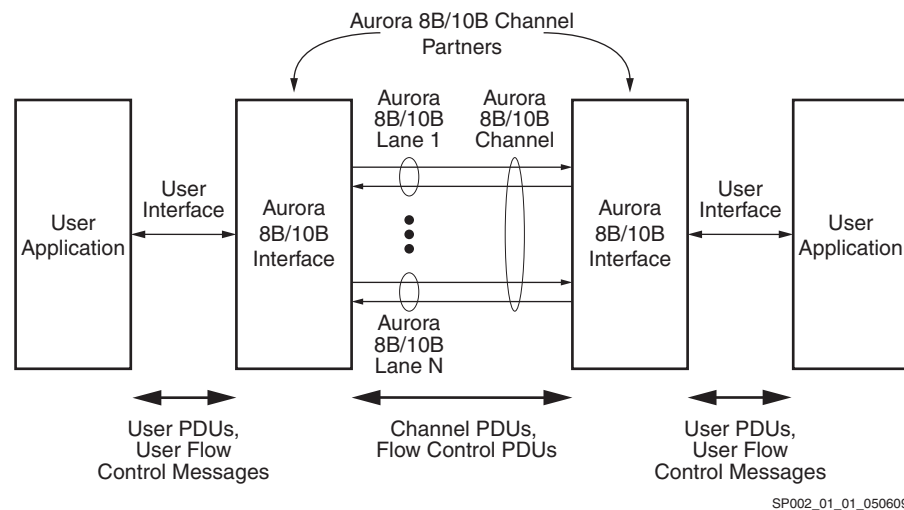 Aurora 8B/10B Channel
Partners
Aurora
8B/10B
Lane 1
Aurora
8B/10B
Channel
User
Application
User
Interface
Aurora
8B/10B
Interface
Aurora
8B/10B
Interface
User
Interface
User
Application
Aurora
8B/10B
Lane N
User PDUs,
User Flow
Control Messages
Channel PDUs,
Flow Control PDUs
User PDUs,
User Flow
Control Messages
SP002_01_01_050609